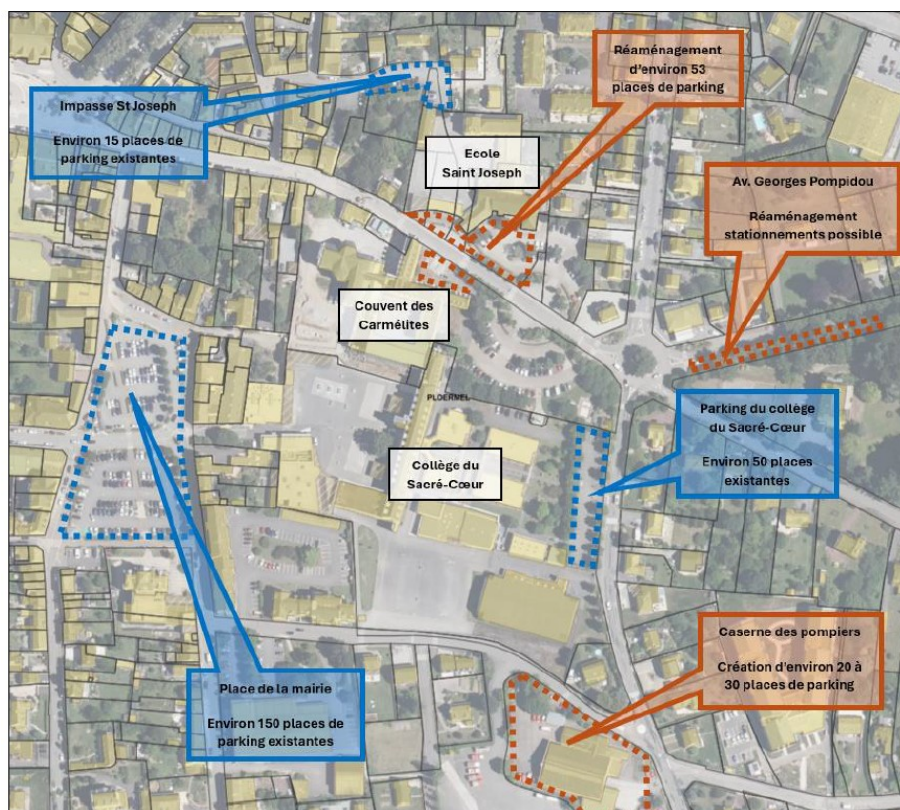 Réaménagement
d'environ 53
places de parking
Impasse St Joseph
Environ 15 places de
parking existantes
Ecole
Saint Joseph
Av. Georges Pompidou
Réaménagement
stationnements possible
Couvent des
Carmélites
PLOERMEL
Parking du collège
du Sacré-Cœur
Environ 50 places
existantes
Collège du
Sacré-Cœur
Caserne des pompiers
Création d'environ 20 à
30 places de parking
Place de la mairie
Environ 150 places de
parking existantes